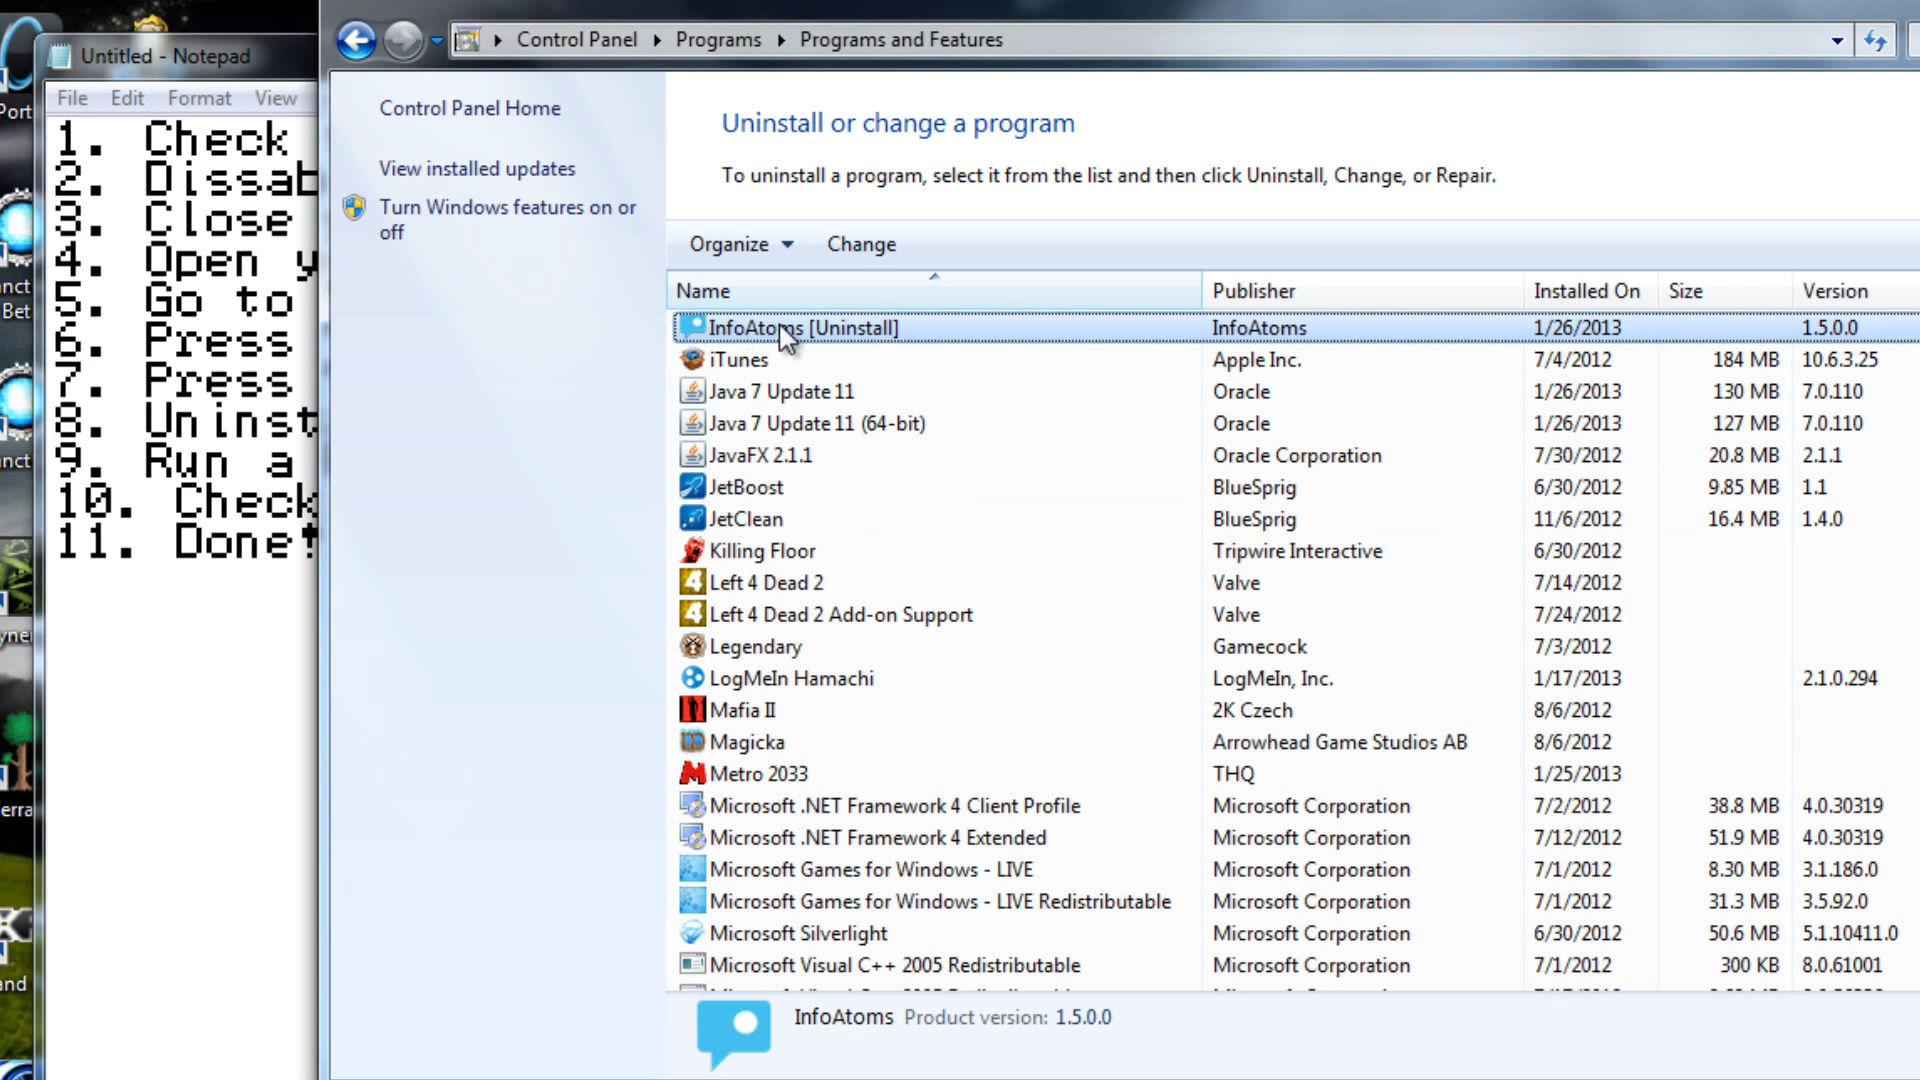 Control Panel Programs Programs and Features
Untitled - Notepad
File Edit Format View
1. Check
2. Dissab
3. Close
4. Open y
5. Go to
6. Press
7. Press
8. Uninst
9. Run a
10. Check
11. Done!
Control Panel Home
View installed updates
Turn Windows features on or
off
Uninstall or change a program
To uninstall a program, select it from the list and then click Uninstall, Change, or Repair.
Organize Change
Name Publisher Installed On Size Version
InfoAtoms [Uninstall] InfoAtoms 1/26/2013 1.5.0.0
iTunes Apple Inc. 7/4/2012 184 MB 10.6.3.25
Java 7 Update 11 Oracle 1/26/2013 130 MB 7.0.110
Java 7 Update 11 (64-bit) Oracle 1/26/2013 127 MB 7.0.110
JavaFX 2.1.1 Oracle Corporation 7/30/2012 20.8 MB 2.1.1
JetBoost BlueSprig 6/30/2012 9.85 MB 1.1
JetClean BlueSprig 11/6/2012 16.4 MB 1.4.0
Killing Floor Tripwire Interactive 6/30/2012
Left 4 Dead 2 Valve 7/14/2012
Left 4 Dead 2 Add-on Support Valve 7/24/2012
Legendary Gamecock 7/3/2012
LogMeIn Hamachi LogMeIn, Inc. 1/17/2013 2.1.0.294
Mafia II 2K Czech 8/6/2012
Magicka Arrowhead Game Studios AB 8/6/2012
Metro 2033 THQ 1/25/2013
Microsoft .NET Framework 4 Client Profile Microsoft Corporation 7/2/2012 38.8 MB 4.0.30319
Microsoft .NET Framework 4 Extended Microsoft Corporation 7/12/2012 51.9 MB 4.0.30319
Microsoft Games for Windows - LIVE Microsoft Corporation 7/1/2012 8.30 MB 3.1.186.0
Microsoft Games for Windows - LIVE Redistributable Microsoft Corporation 7/1/2012 31.3 MB 3.5.92.0
Microsoft Silverlight Microsoft Corporation 6/30/2012 50.6 MB 5.1.10411.0
Microsoft Visual C++ 2005 Redistributable Microsoft Corporation 7/1/2012 300 KB 8.0.61001
InfoAtoms Product version: 1.5.0.0
Port
nct
Bet
nct
yne
erra
and